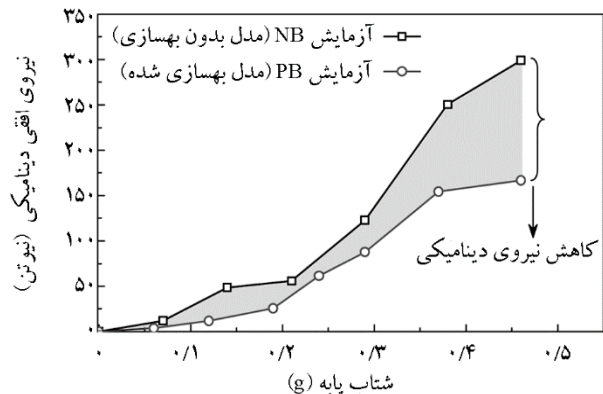 آزمایش NB (مدل بدون بهسازی)
آزمایش PB (مدل بهسازی شده)
نیروی افقی دینامیکی (نیوتن)
۳۵۰
۳۰۰
۲۵۰
۲۰۰
۱۵۰
۱۰۰
۵۰
۰
کاهش نیروی دینامیکی
۰ ۰/۱ ۰/۲ ۰/۳ ۰/۴ ۰/۵
شتاب پایه (g)